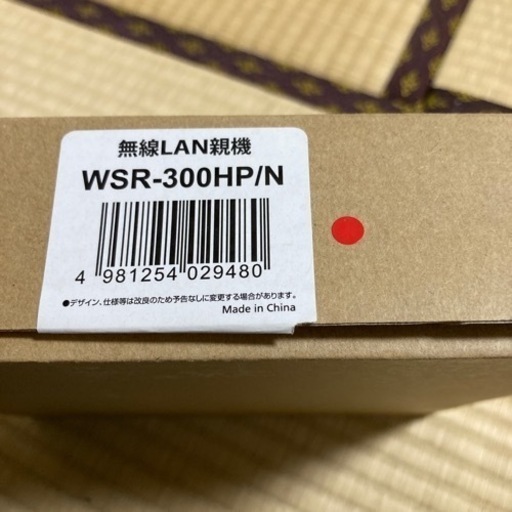 無線LAN親機
WSR-300HP/N
4 981254 029480
●デザイン、仕様等は改良のため予告なしに変更する場合があります。
Made in China